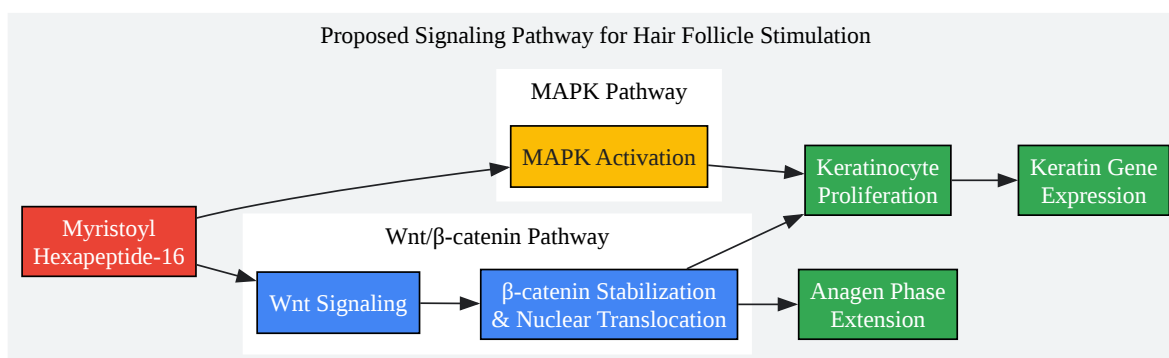 Proposed Signaling Pathway for Hair Follicle Stimulation
MAPK Pathway
MAPK Activation
Keratinocyte
Proliferation
Keratin Gene
Expression
Myristoyl
Hexapeptide-16
Wnt/β-catenin Pathway
Wnt Signaling
β-catenin Stabilization
& Nuclear Translocation
Anagen Phase
Extension